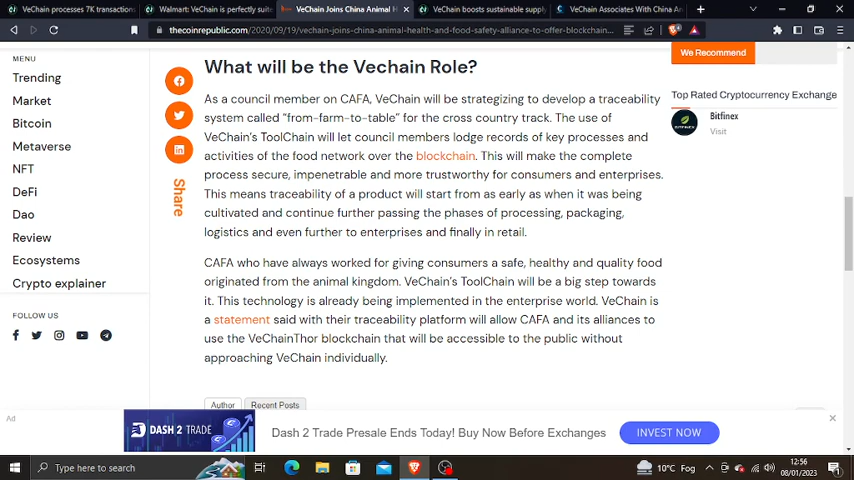 VeChain processes 7K transaction
Walmart: VeChain is perfectly suite
VeChain Joins China Animal H
VeChain boosts sustainable supply
VeChain Associates With China An
thecoinrepublic.com/2020/09/19/vechain-joins-china-animal-health-and-food-safety-alliance-to-offer-blockchain...
MENU
Trending
Market
Bitcoin
Metaverse
NFT
DeFi
Dao
Review
Ecosystems
Crypto explainer
FOLLOW US
Share
What will be the Vechain Role?
As a council member on CAFA, VeChain will be strategizing to develop a traceability
system called “from-farm-to-table” for the cross country track. The use of
VeChain’s ToolChain will let council members lodge records of key processes and
activities of the food network over the blockchain. This will make the complete
process secure, impenetrable and more trustworthy for consumers and enterprises.
This means traceability of a product will start from as early as when it was being
cultivated and continue further passing the phases of processing, packaging,
logistics and even further to enterprises and finally in retail.
CAFA who have always worked for giving consumers a safe, healthy and quality food
originated from the animal kingdom. VeChain’s ToolChain will be a big step towards
it. This technology is already being implemented in the enterprise world. VeChain is
a statement said with their traceability platform will allow CAFA and its alliances to
use the VeChainThor blockchain that will be accessible to the public without
approaching VeChain individually.
Author
Recent Posts
We Recommend
Top Rated Cryptocurrency Exchange
Bitfinex
Visit
Ad
DASH 2 TRADE
Dash 2 Trade Presale Ends Today! Buy Now Before Exchanges
INVEST NOW
Type here to search
10°C Fog
12:56
08/01/2023